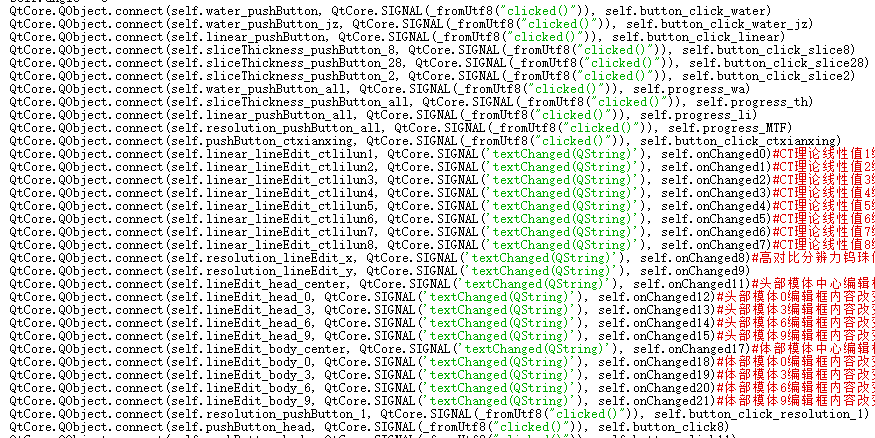 QtCore.QObject.connect(self.water_pushButton, QtCore.SIGNAL(_fromUtf8("clicked()")), self.button_click_water)
QtCore.QObject.connect(self.water_pushButton_jz, QtCore.SIGNAL(_fromUtf8("clicked()")), self.button_click_water_jz)
QtCore.QObject.connect(self.linear_pushButton, QtCore.SIGNAL(_fromUtf8("clicked()")), self.button_click_linear)
QtCore.QObject.connect(self.sliceThickness_pushButton_8, QtCore.SIGNAL(_fromUtf8("clicked()")), self.button_click_slice8)
QtCore.QObject.connect(self.sliceThickness_pushButton_28, QtCore.SIGNAL(_fromUtf8("clicked()")), self.button_click_slice28)
QtCore.QObject.connect(self.sliceThickness_pushButton_2, QtCore.SIGNAL(_fromUtf8("clicked()")), self.button_click_slice2)
QtCore.QObject.connect(self.water_pushButton_all, QtCore.SIGNAL(_fromUtf8("clicked()")), self.progress_wa)
QtCore.QObject.connect(self.sliceThickness_pushButton_all, QtCore.SIGNAL(_fromUtf8("clicked()")), self.progress_th)
QtCore.QObject.connect(self.linear_pushButton_all, QtCore.SIGNAL(_fromUtf8("clicked()")), self.progress_li)
QtCore.QObject.connect(self.resolution_pushButton_all, QtCore.SIGNAL(_fromUtf8("clicked()")), self.progress_MTF)
QtCore.QObject.connect(self.pushButton_ctxianxing, QtCore.SIGNAL(_fromUtf8("clicked()")), self.button_click_ctxianxing)
QtCore.QObject.connect(self.linear_lineEdit_ctlilun1, QtCore.SIGNAL('textChanged(QString)'), self.onChanged0)#CT理论线性值1编
QtCore.QObject.connect(self.linear_lineEdit_ctlilun2, QtCore.SIGNAL('textChanged(QString)'), self.onChanged1)#CT理论线性值2编
QtCore.QObject.connect(self.linear_lineEdit_ctlilun3, QtCore.SIGNAL('textChanged(QString)'), self.onChanged2)#CT理论线性值3编
QtCore.QObject.connect(self.linear_lineEdit_ctlilun4, QtCore.SIGNAL('textChanged(QString)'), self.onChanged3)#CT理论线性值4编
QtCore.QObject.connect(self.linear_lineEdit_ctlilun5, QtCore.SIGNAL('textChanged(QString)'), self.onChanged4)#CT理论线性值5编
QtCore.QObject.connect(self.linear_lineEdit_ctlilun6, QtCore.SIGNAL('textChanged(QString)'), self.onChanged5)#CT理论线性值6编
QtCore.QObject.connect(self.linear_lineEdit_ctlilun7, QtCore.SIGNAL('textChanged(QString)'), self.onChanged6)#CT理论线性值7编
QtCore.QObject.connect(self.linear_lineEdit_ctlilun8, QtCore.SIGNAL('textChanged(QString)'), self.onChanged7)#CT理论线性值8编
QtCore.QObject.connect(self.resolution_lineEdit_x, QtCore.SIGNAL('textChanged(QString)'), self.onChanged8)#高对比分辨力钨珠
QtCore.QObject.connect(self.resolution_lineEdit_y, QtCore.SIGNAL('textChanged(QString)'), self.onChanged9)
QtCore.QObject.connect(self.lineEdit_head_center, QtCore.SIGNAL('textChanged(QString)'), self.onChanged11)#头部模体中心编辑
QtCore.QObject.connect(self.lineEdit_head_0, QtCore.SIGNAL('textChanged(QString)'), self.onChanged12)#头部模体0编辑框内容改
QtCore.QObject.connect(self.lineEdit_head_3, QtCore.SIGNAL('textChanged(QString)'), self.onChanged13)#头部模体3编辑框内容改
QtCore.QObject.connect(self.lineEdit_head_6, QtCore.SIGNAL('textChanged(QString)'), self.onChanged14)#头部模体6编辑框内容改
QtCore.QObject.connect(self.lineEdit_head_9, QtCore.SIGNAL('textChanged(QString)'), self.onChanged15)#头部模体9编辑框内容改
QtCore.QObject.connect(self.lineEdit_body_center, QtCore.SIGNAL('textChanged(QString)'), self.onChanged17)#体部模体中心编辑
QtCore.QObject.connect(self.lineEdit_body_0, QtCore.SIGNAL('textChanged(QString)'), self.onChanged18)#体部模体0编辑框内容改
QtCore.QObject.connect(self.lineEdit_body_3, QtCore.SIGNAL('textChanged(QString)'), self.onChanged19)#体部模体3编辑框内容改
QtCore.QObject.connect(self.lineEdit_body_6, QtCore.SIGNAL('textChanged(QString)'), self.onChanged20)#体部模体6编辑框内容改
QtCore.QObject.connect(self.lineEdit_body_9, QtCore.SIGNAL('textChanged(QString)'), self.onChanged21)#体部模体9编辑框内容改
QtCore.QObject.connect(self.resolution_pushButton_1, QtCore.SIGNAL(_fromUtf8("clicked()")), self.button_click_resolution_1)
QtCore.QObject.connect(self.pushButton_head, QtCore.SIGNAL(_fromUtf8("clicked()")), self.button_click8)